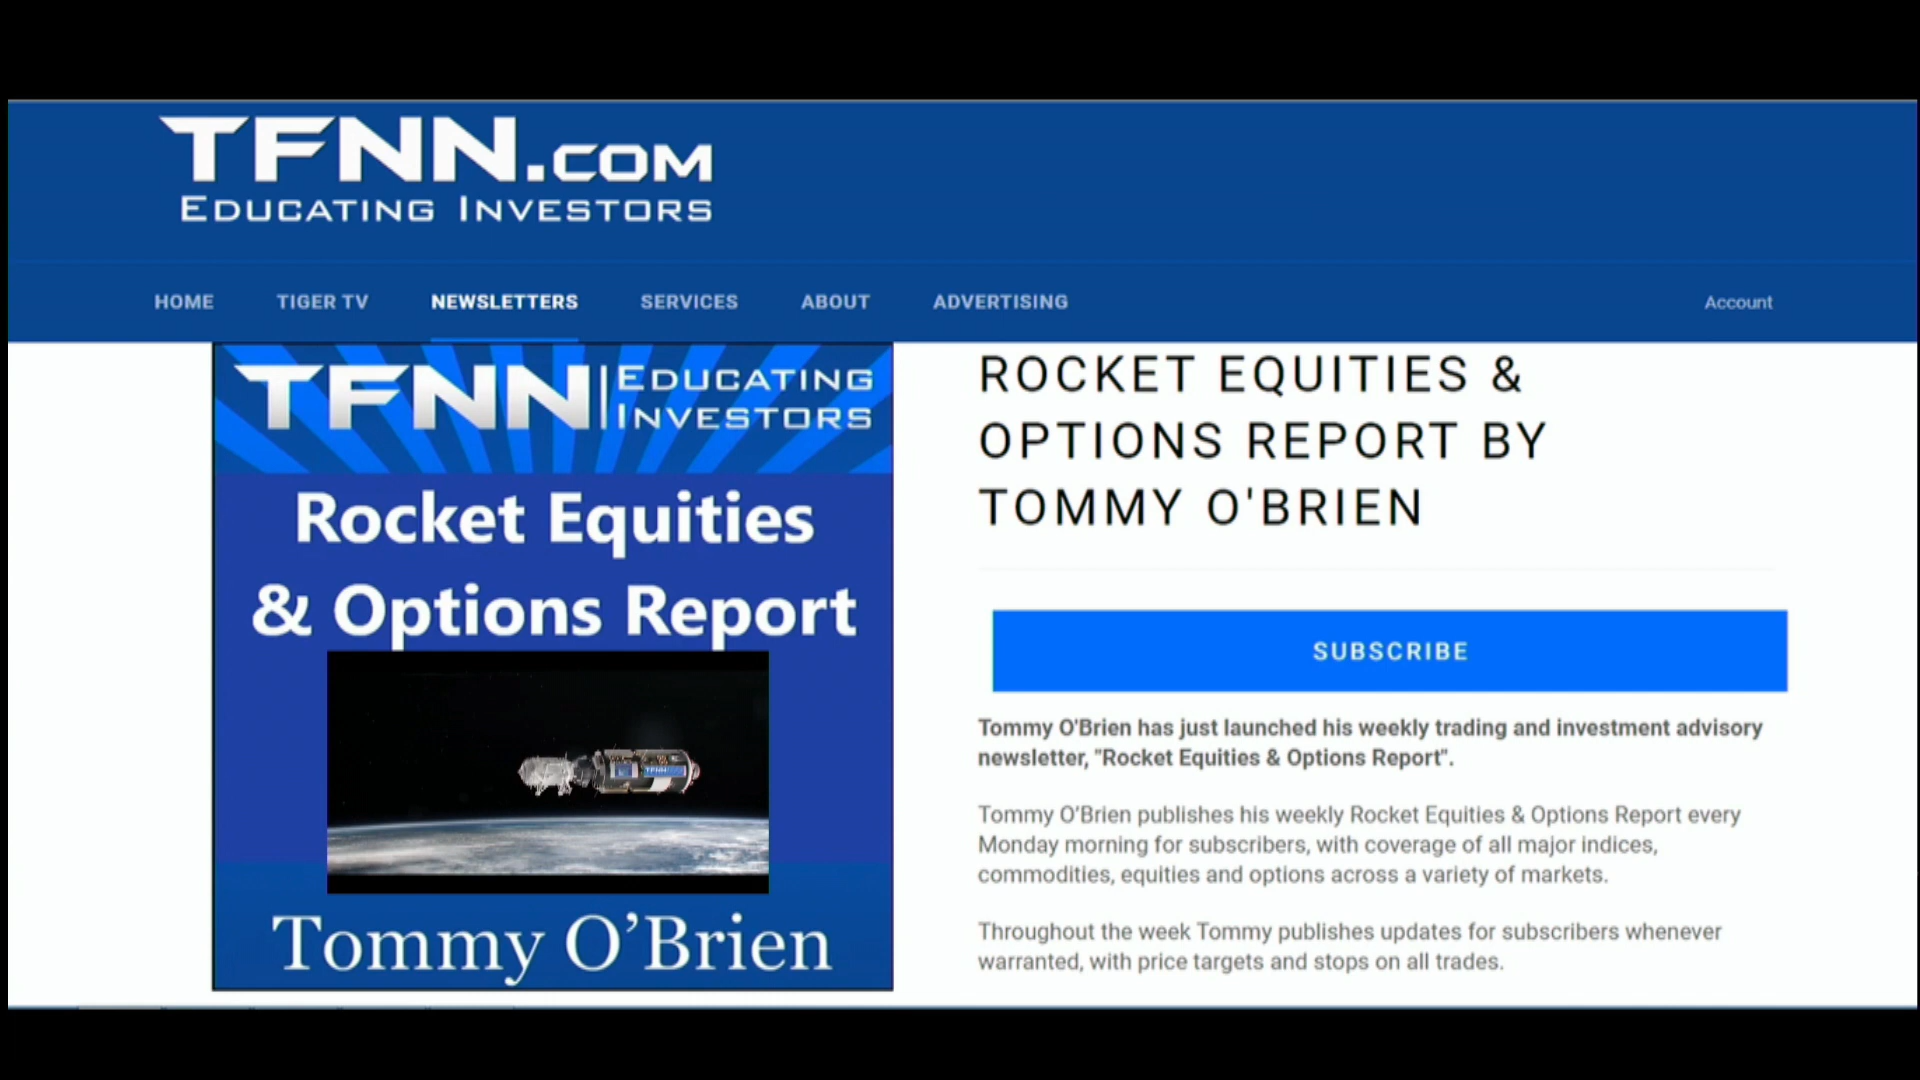 TFNN.COM
EDUCATING INVESTORS
HOME TIGER TV NEWSLETTERS SERVICES ABOUT ADVERTISING Account
TFNN EDUCATING
INVESTORS
Rocket Equities
& Options Report
TFNN
Tommy O’Brien
ROCKET EQUITIES &
OPTIONS REPORT BY
TOMMY O'BRIEN
SUBSCRIBE
Tommy O'Brien has just launched his weekly trading and investment advisory
newsletter, "Rocket Equities & Options Report".
Tommy O'Brien publishes his weekly Rocket Equities & Options Report every
Monday morning for subscribers, with coverage of all major indices,
commodities, equities and options across a variety of markets.
Throughout the week Tommy publishes updates for subscribers whenever
warranted, with price targets and stops on all trades.